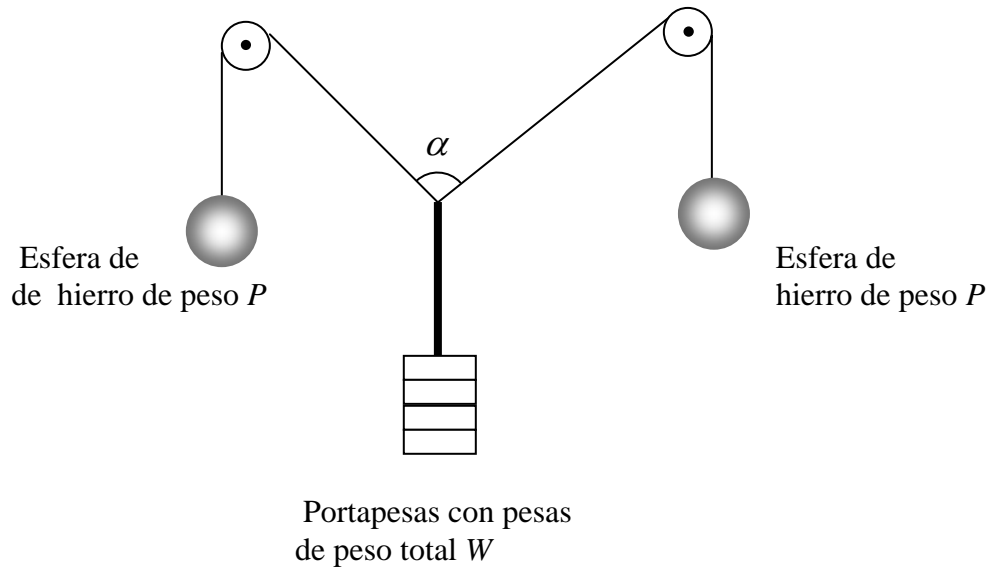 α
Esfera de
de hierro de peso P
Esfera de
hierro de peso P
Portapesas con pesas
de peso total W